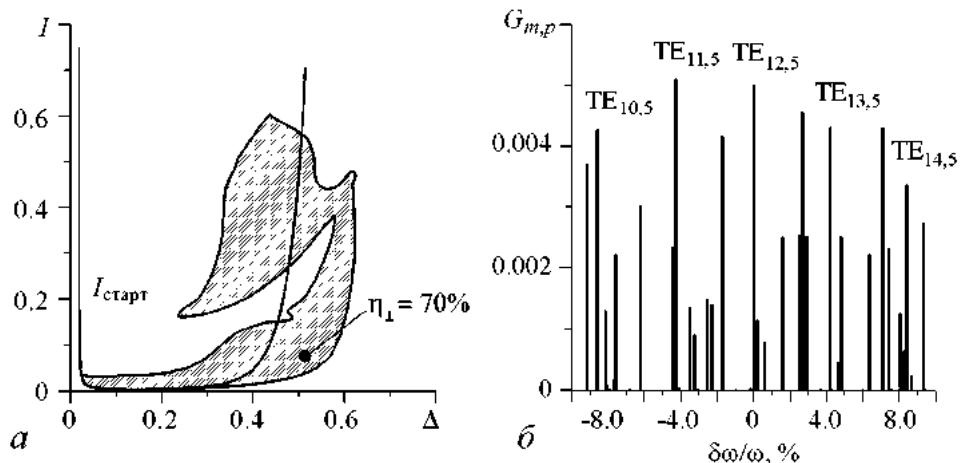 I
0.6
0.4
0.2
0
Iстарт
η⊥ = 70%
0
0.2
0.4
0.6
Δ
а
Gm,p
0.004
0.002
0
TE10,5
TE11,5
TE12,5
TE13,5
TE14,5
-8.0
-4.0
0
4.0
8.0
δω/ω, %
б